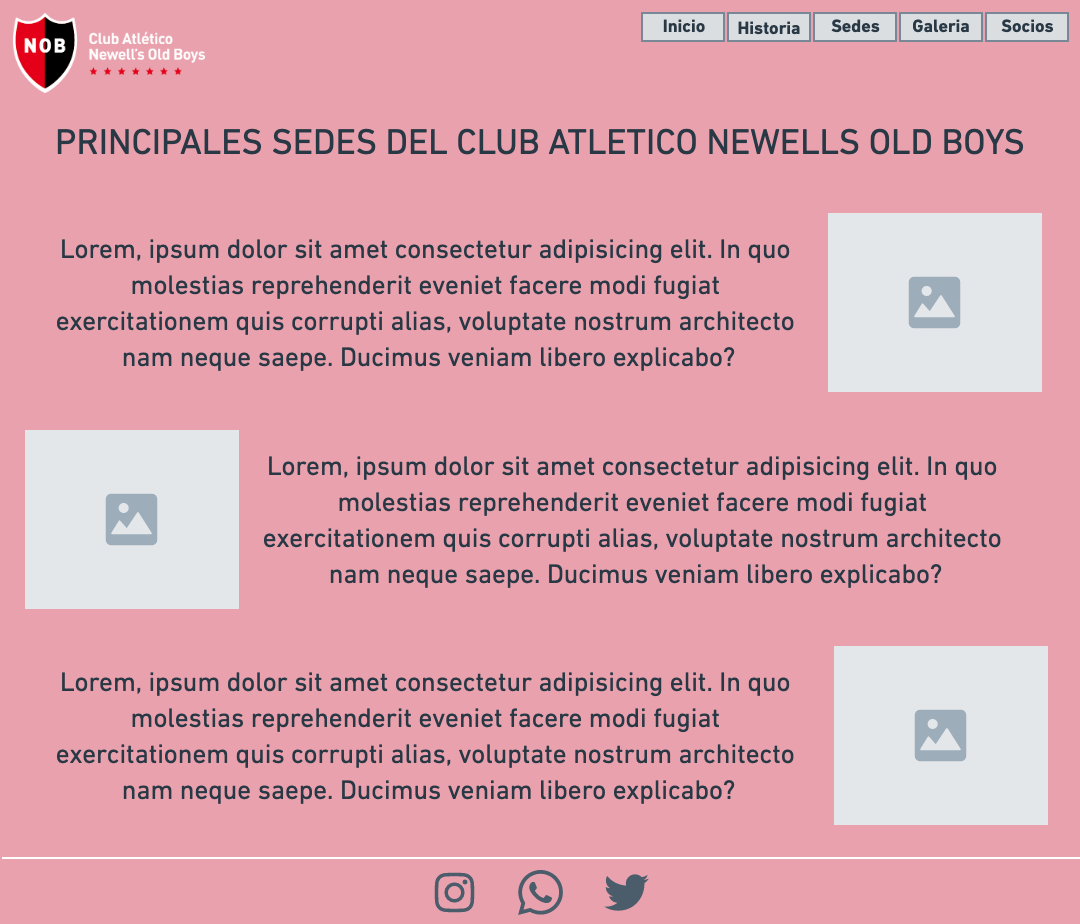 NOB
Club Atlético
Newell's Old Boys
Inicio
Historia
Sedes
Galeria
Socios
PRINCIPALES SEDES DEL CLUB ATLETICO NEWELLS OLD BOYS
Lorem, ipsum dolor sit amet consectetur adipisicing elit. In quo
molestias reprehenderit eveniet facere modi fugiat
exercitationem quis corrupti alias, voluptate nostrum architecto
nam neque saepe. Ducimus veniam libero explicabo?
Lorem, ipsum dolor sit amet consectetur adipisicing elit. In quo
molestias reprehenderit eveniet facere modi fugiat
exercitationem quis corrupti alias, voluptate nostrum architecto
nam neque saepe. Ducimus veniam libero explicabo?
Lorem, ipsum dolor sit amet consectetur adipisicing elit. In quo
molestias reprehenderit eveniet facere modi fugiat
exercitationem quis corrupti alias, voluptate nostrum architecto
nam neque saepe. Ducimus veniam libero explicabo?